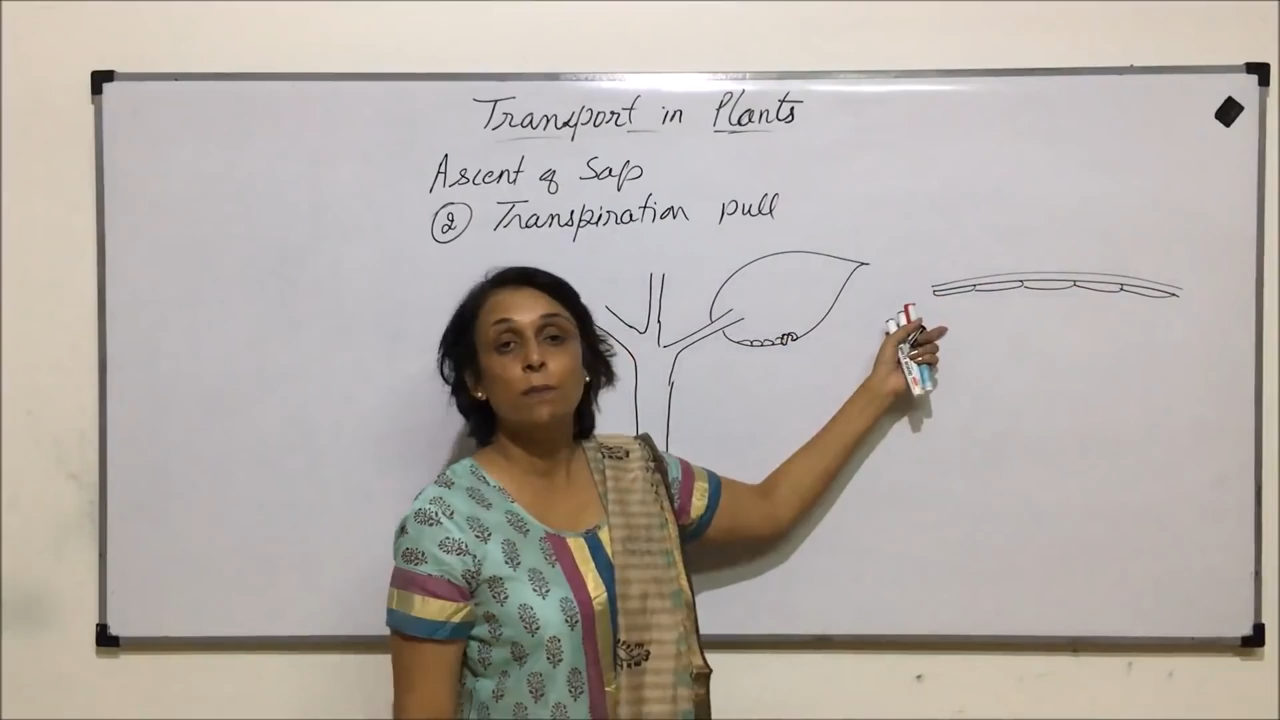 Transport in Plants
Ascent of Sap
② Transpiration pull